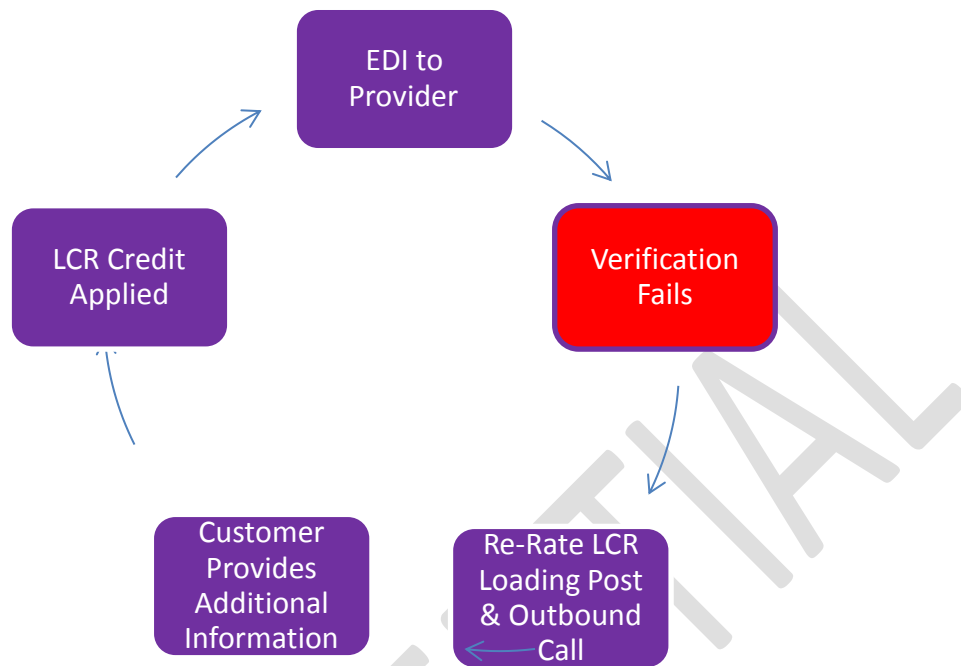 EDI to
Provider
LCR Credit
Applied
Verification
Fails
Customer
Provides
Additional
Information
Re-Rate LCR
Loading Post
& Outbound
Call